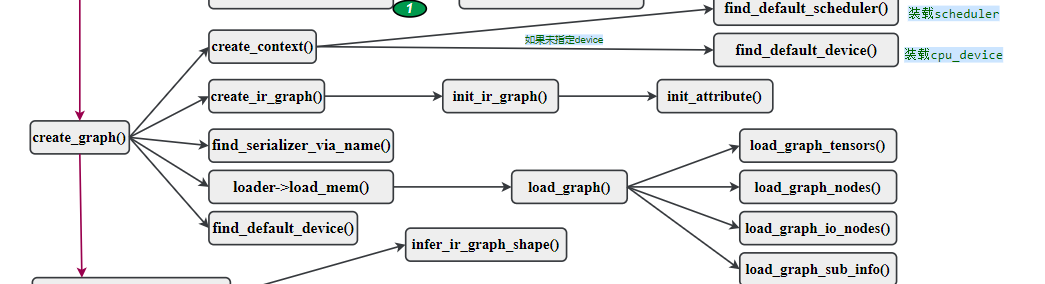 1
find_default_scheduler()
装载scheduler
create_context()
如果未指定device
find_default_device()
装载cpu_device
create_ir_graph()
init_ir_graph()
init_attribute()
create_graph()
find_serializer_via_name()
load_graph_tensors()
loader->load_mem()
load_graph()
load_graph_nodes()
find_default_device()
load_graph_io_nodes()
infer_ir_graph_shape()
load_graph_sub_info()